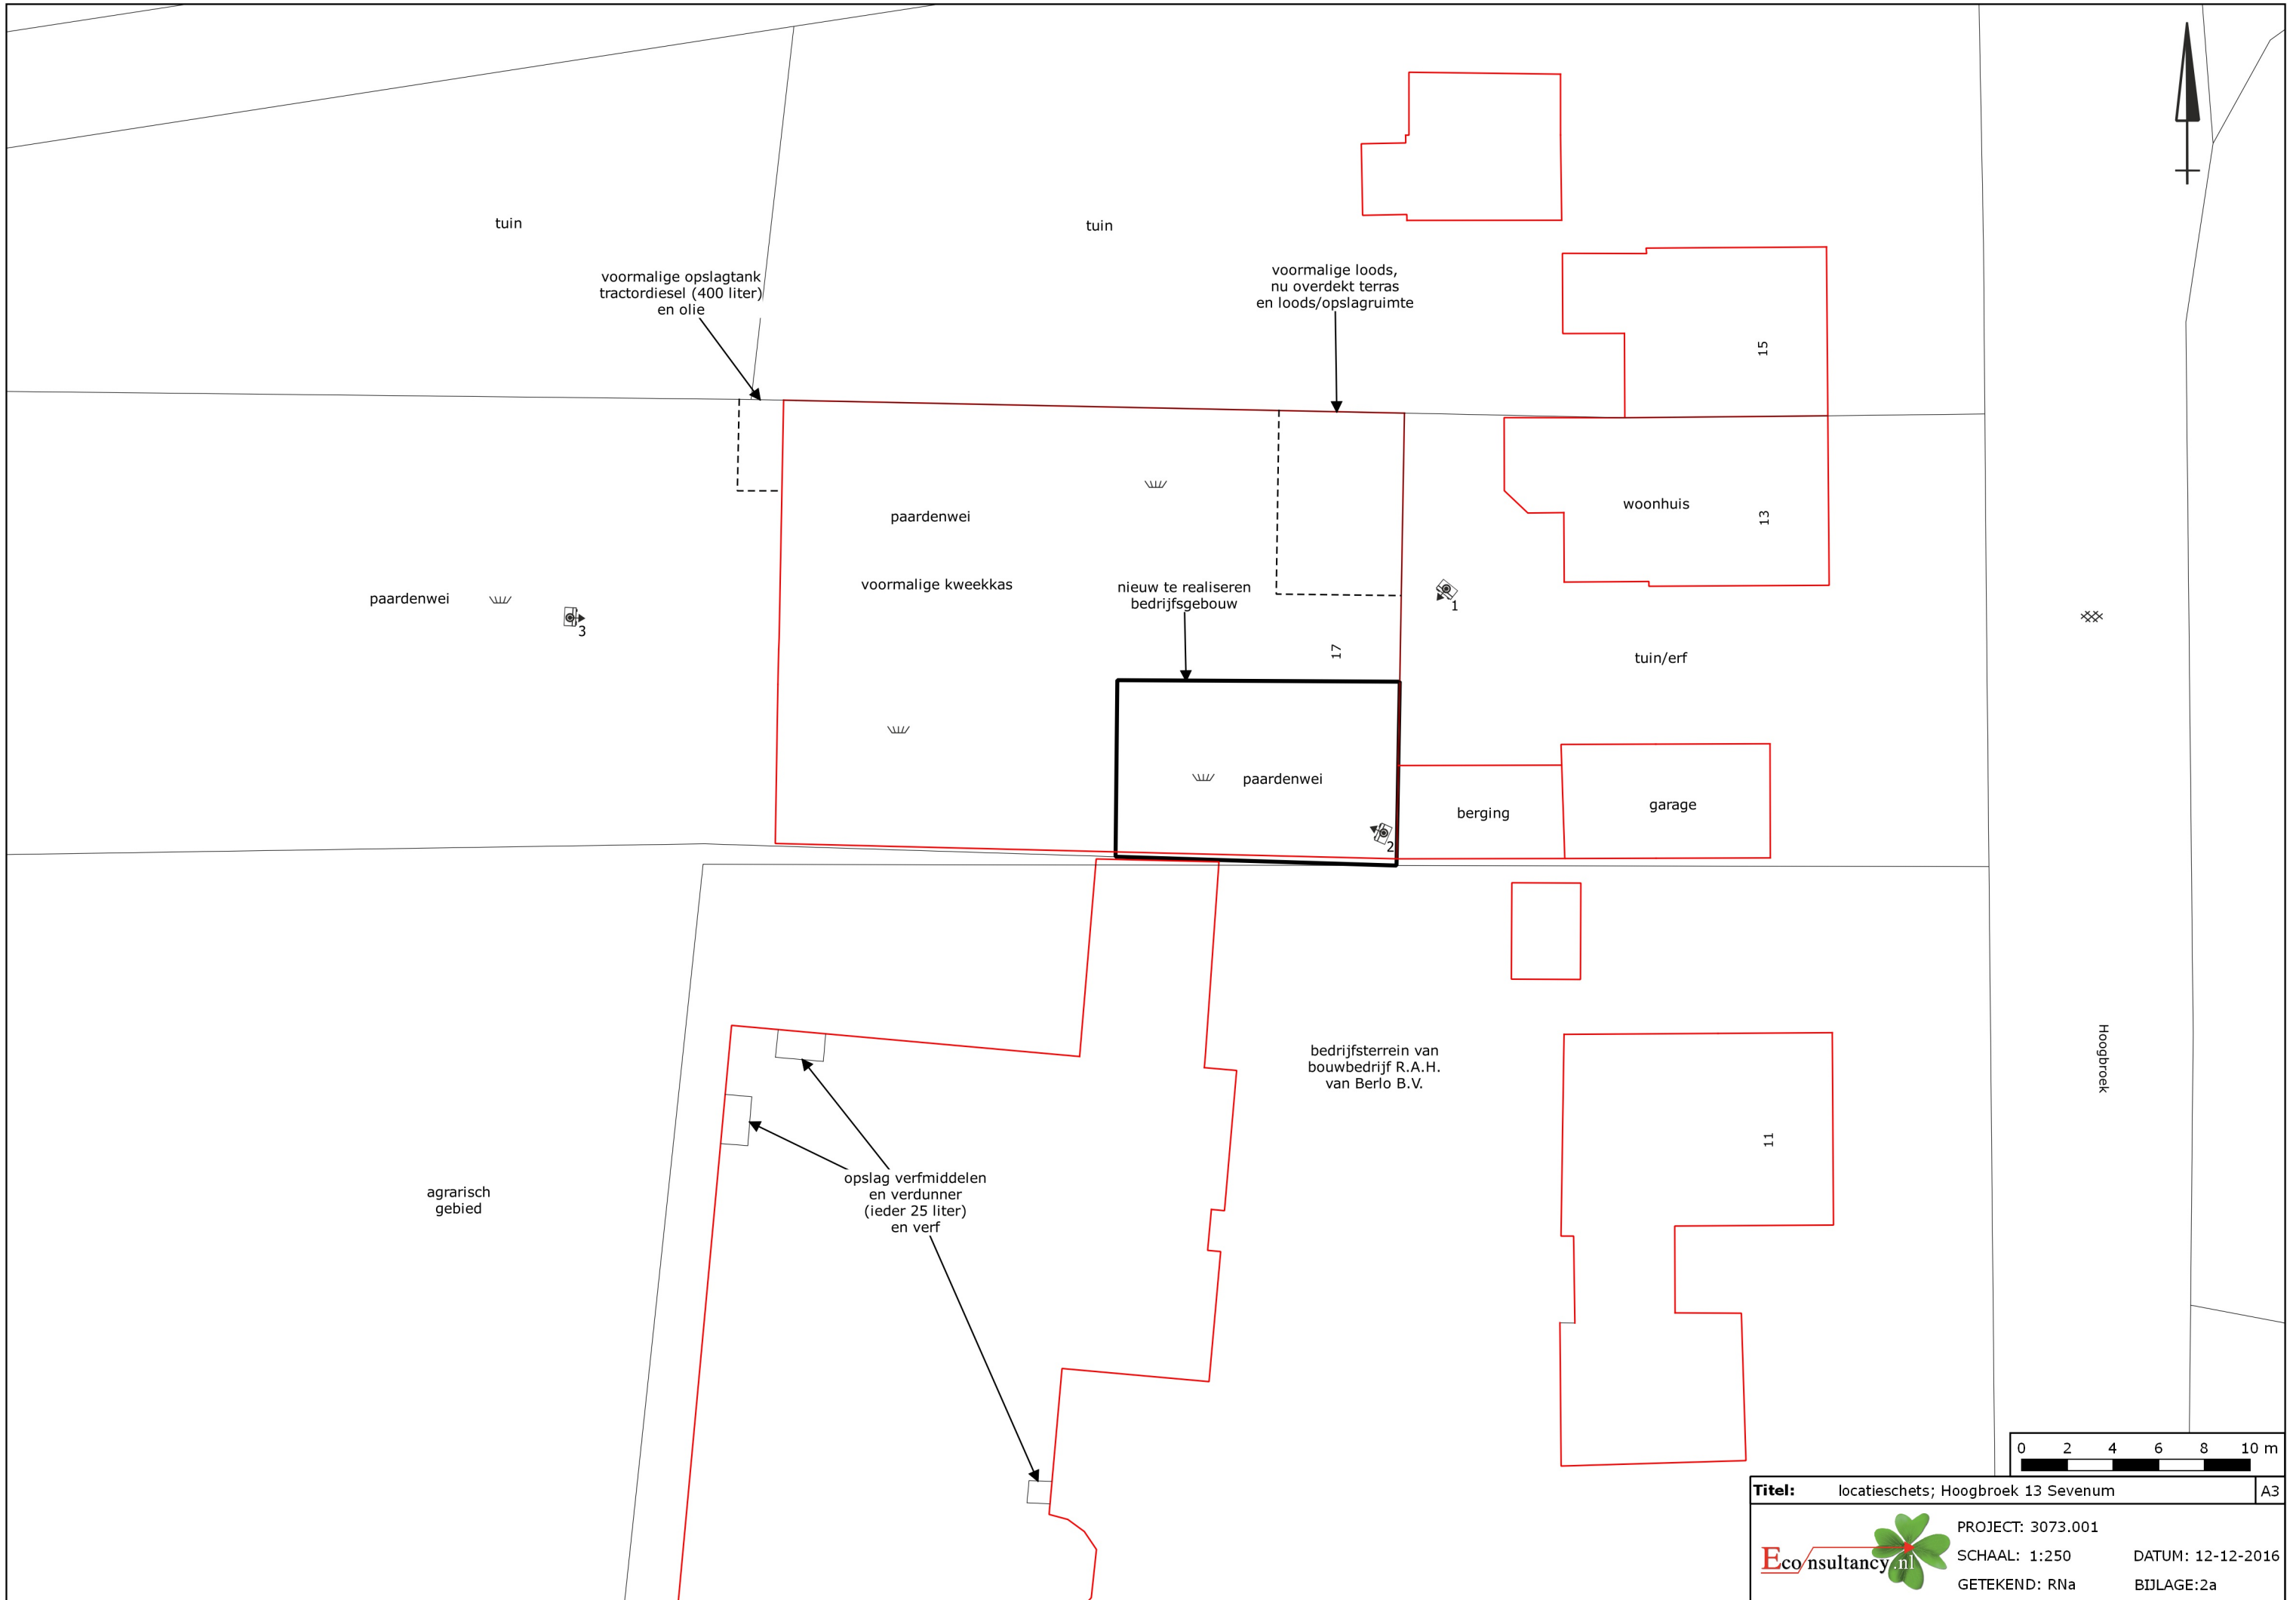 tuin
tuin
voormalige opslagtank
tractordiesel (400 liter)
en olie
voormalige loods,
nu overdekt terras
en loods/opslagruimte
15
paardenwei
woonhuis
13
voormalige kweekkas
nieuw te realiseren
bedrijfsgebouw
paardenwei
3
1
17
tuin/erf
paardenwei
2
berging
garage
bedrijfsterrein van
bouwbedrijf R.A.H.
van Berlo B.V.
Hoogbroek
11
agrarisch
gebied
opslag verfmiddelen
en verdunner
(ieder 25 liter)
en verf
0 2 4 6 8 10 m
Titel: locatieschets; Hoogbroek 13 Sevenum A3
Econsultancy.nl
PROJECT: 3073.001
SCHAAL: 1:250 DATUM: 12-12-2016
GETEKEND: RNa BIJLAGE:2a